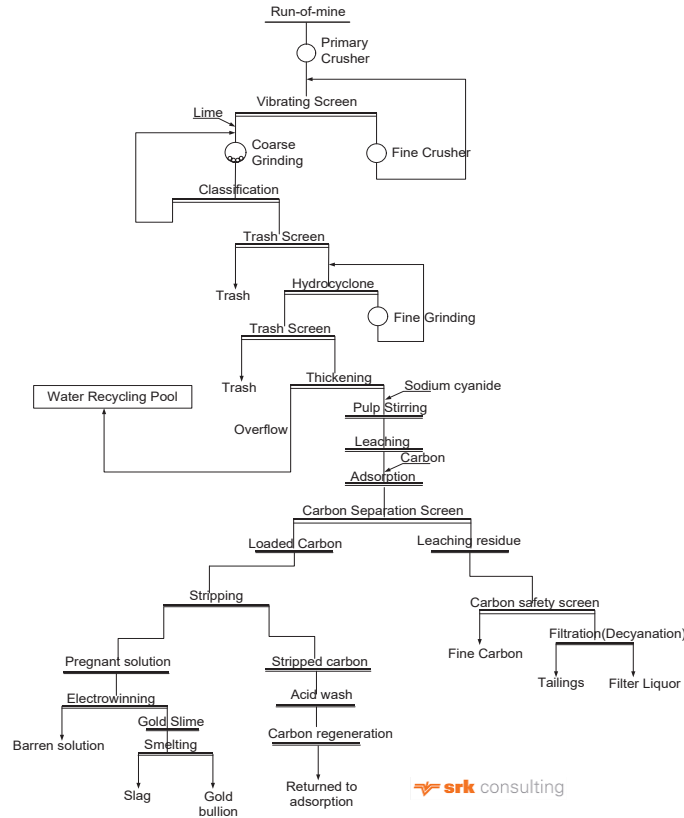 Run-of-mine
Primary
Crusher
Vibrating Screen
Lime
Coarse
Grinding
Fine Crusher
Classification
Trash Screen
Trash
Hydrocyclone
Fine Grinding
Trash Screen
Trash
Thickening
Sodium cyanide
Water Recycling Pool
Pulp Stirring
Overflow
Leaching
Carbon
Adsorption
Carbon Separation Screen
Loaded Carbon
Leaching residue
Stripping
Carbon safety screen
Fine Carbon
Filtration(Decyanation)
Pregnant solution
Stripped carbon
Tailings
Filter Liquor
Electrowinning
Acid wash
Gold Slime
Barren solution
Smelting
Carbon regeneration
Slag
Gold
bullion
Returned to
adsorption
srk consulting